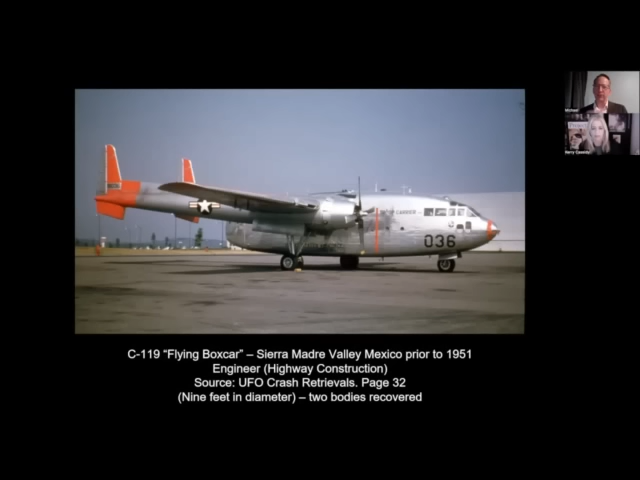 CARRIER
036
C-119 “Flying Boxcar” – Sierra Madre Valley Mexico prior to 1951
Engineer (Highway Construction)
Source: UFO Crash Retrievals. Page 32
(Nine feet in diameter) – two bodies recovered